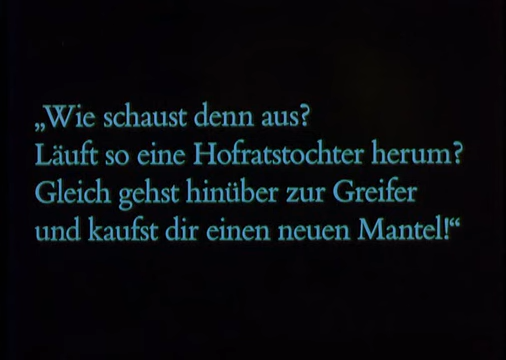 „Wie schaust denn aus?
Läuft so eine Hofratstochter herum?
Gleich gehst hinüber zur Greifer
und kaufst dir einen neuen Mantel!“